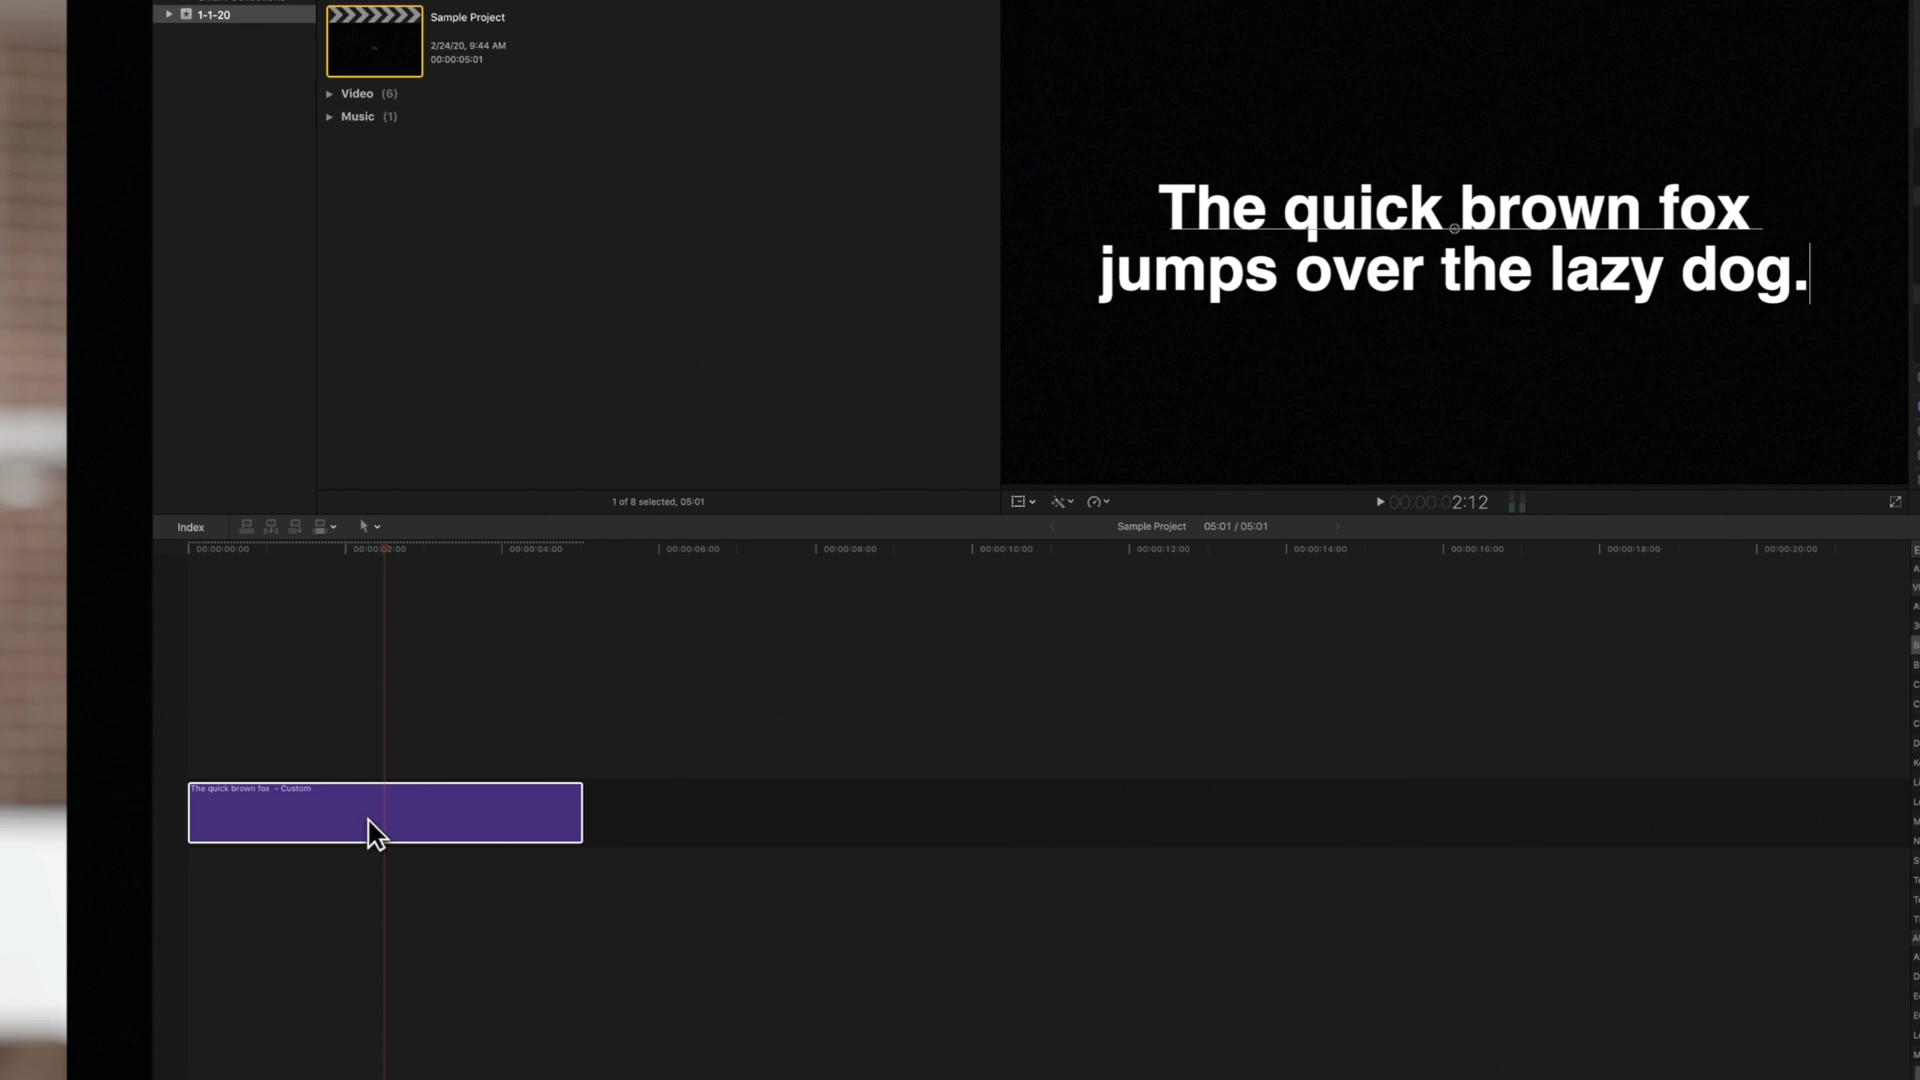 1-1-20
Sample Project
2/24/20, 9:44 AM
00:00:05:01
Video (6)
Music (1)
The quick brown fox
jumps over the lazy dog.
1 of 8 selected, 05:01
00:00:02:12
Index
Sample Project 05:01 / 05:01
00:00:00:00 00:00:02:00 00:00:04:00 00:00:06:00 00:00:08:00 00:00:10:00 00:00:12:00 00:00:14:00 00:00:16:00 00:00:18:00 00:00:20:00
The quick brown fox - Custom